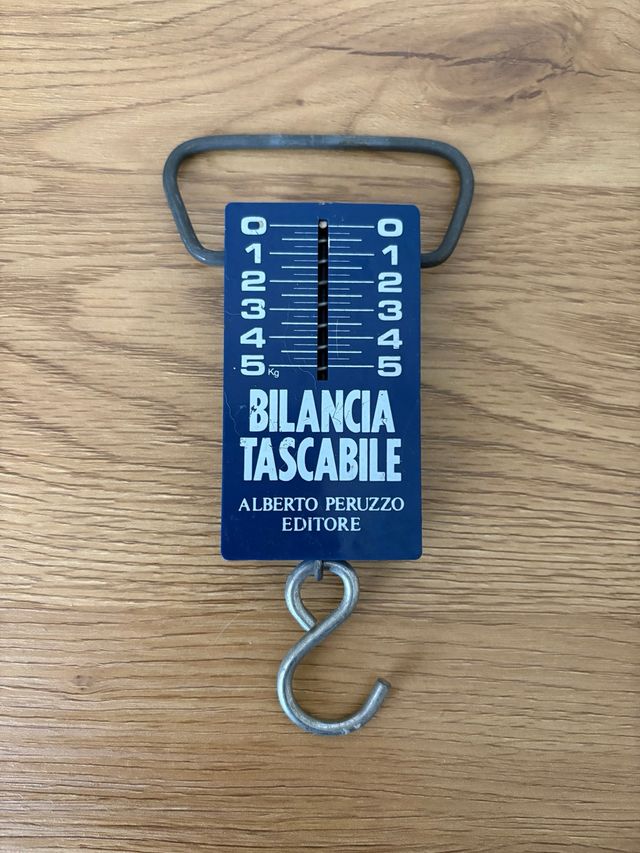 0 0
1 1
2 2
3 3
4 4
5 Kg 5
BILANCIA
TASCABILE
ALBERTO PERUZZO
EDITORE